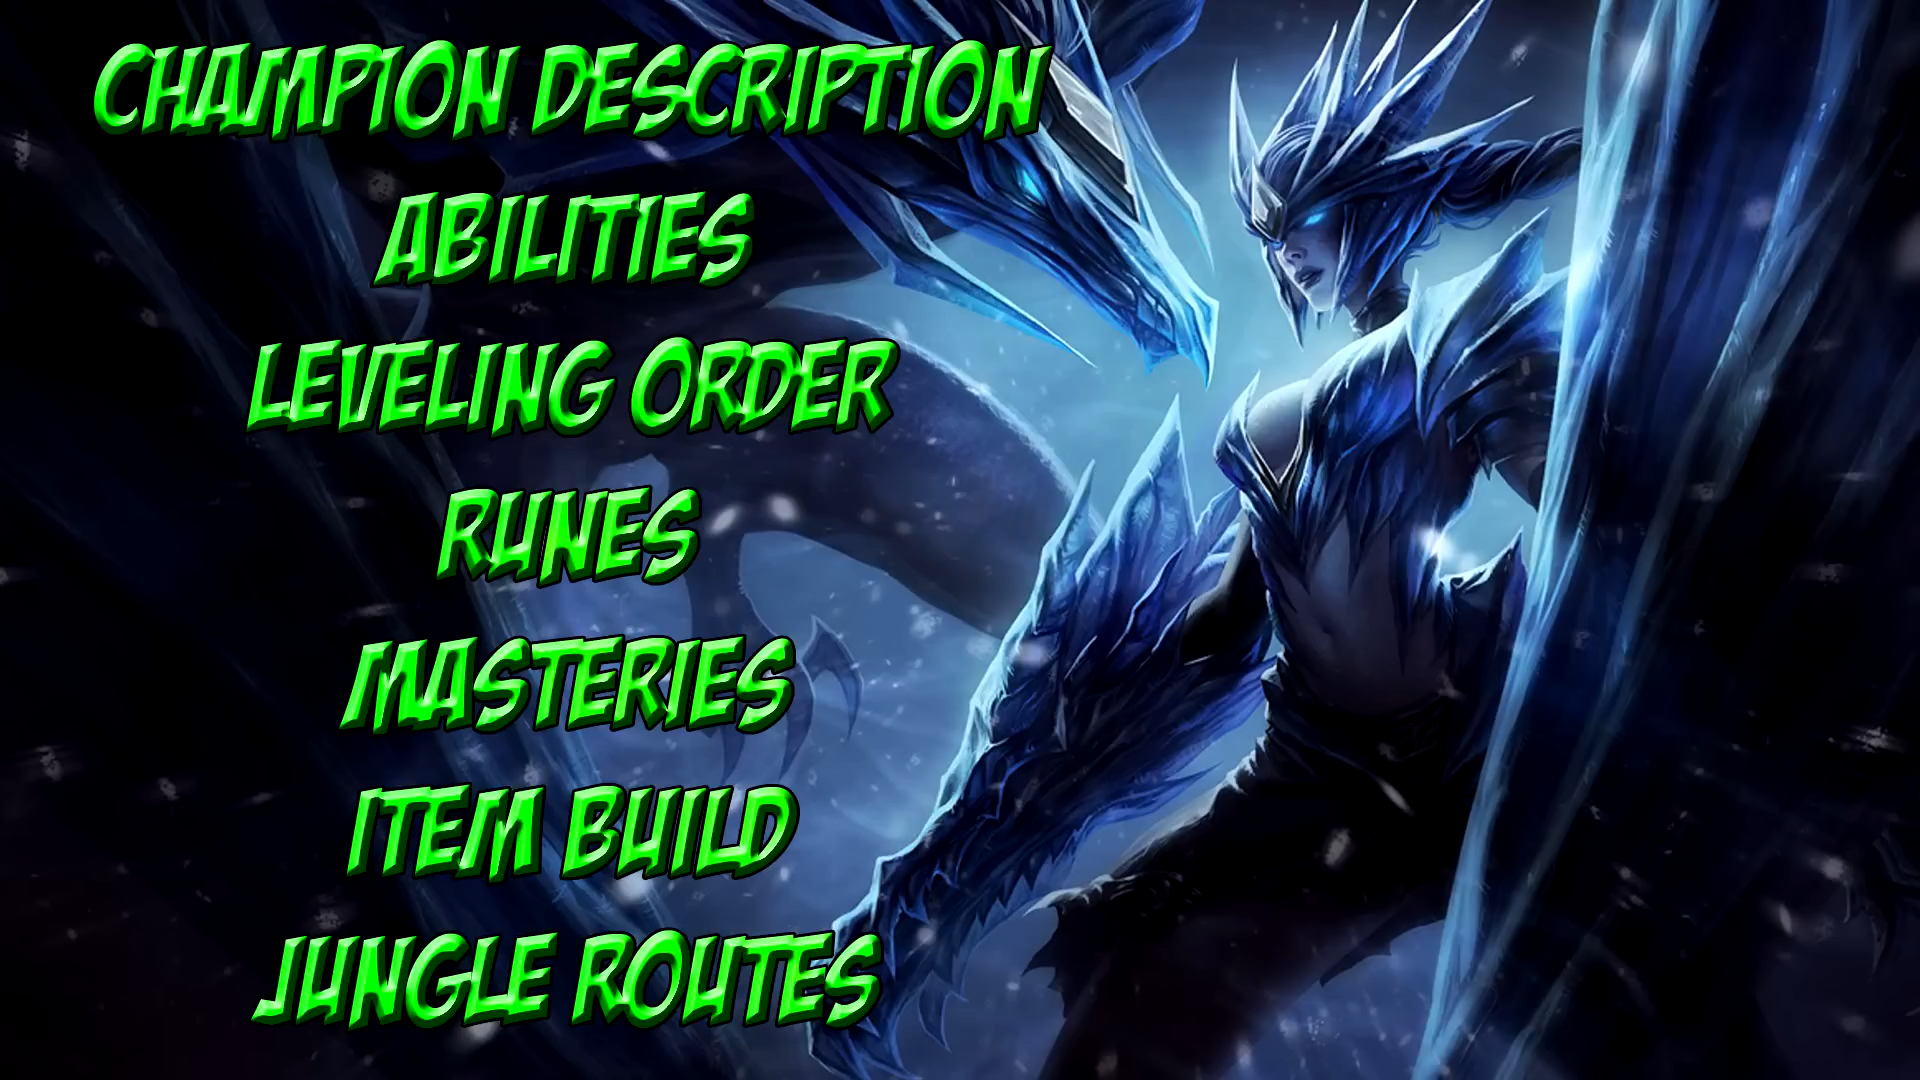 CHAMPION DESCRIPTION
ABILITIES
LEVELING ORDER
RUNES
MASTERIES
ITEM BUILD
JUNGLE ROUTES